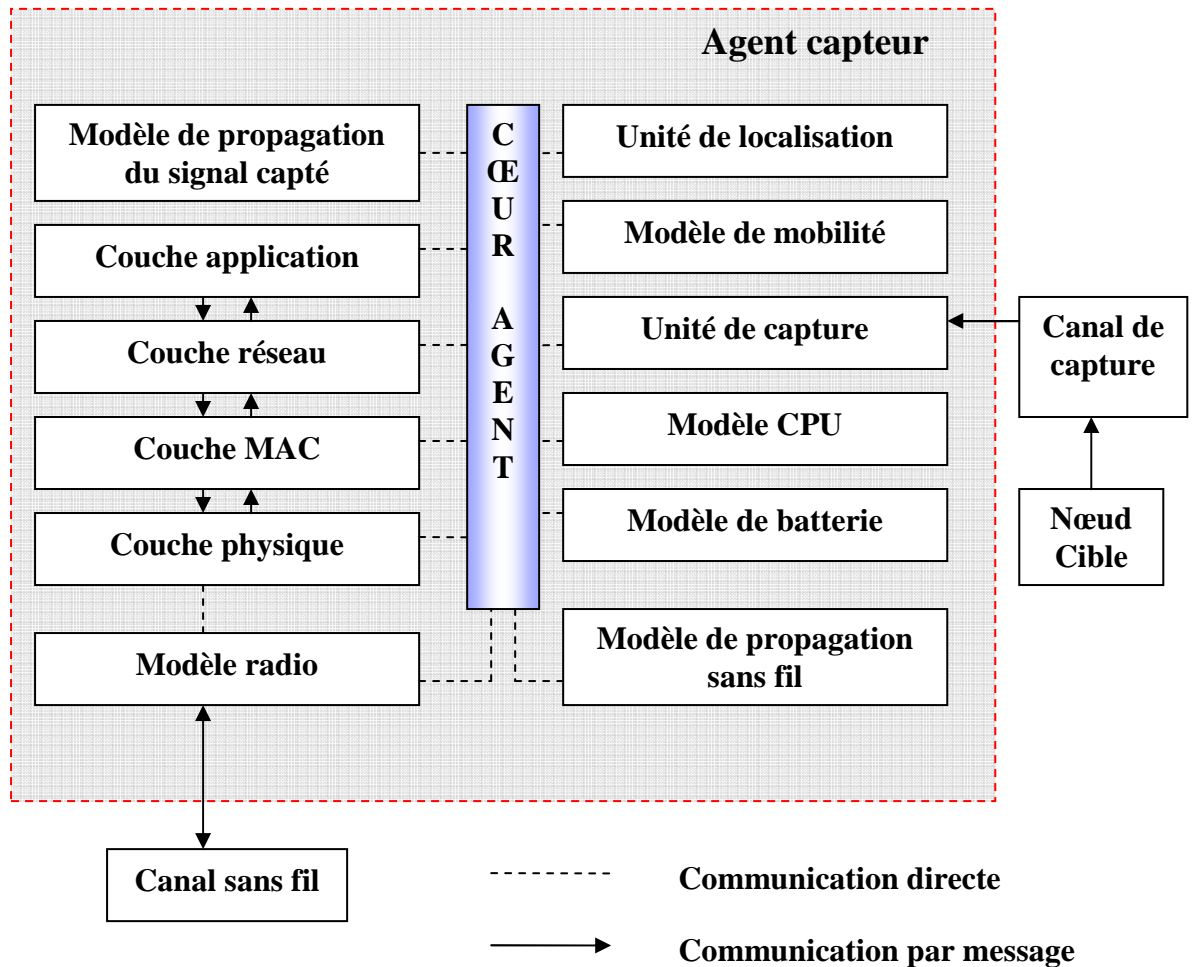 Agent capteur
Modèle de propagation
du signal capté
Couche application
Couche réseau
Couche MAC
Couche physique
Modèle radio
CŒUR AGENT
Unité de localisation
Modèle de mobilité
Unité de capture
Modèle CPU
Modèle de batterie
Modèle de propagation
sans fil
Canal de
capture
Nœud
Cible
Canal sans fil
Communication directe
Communication par message